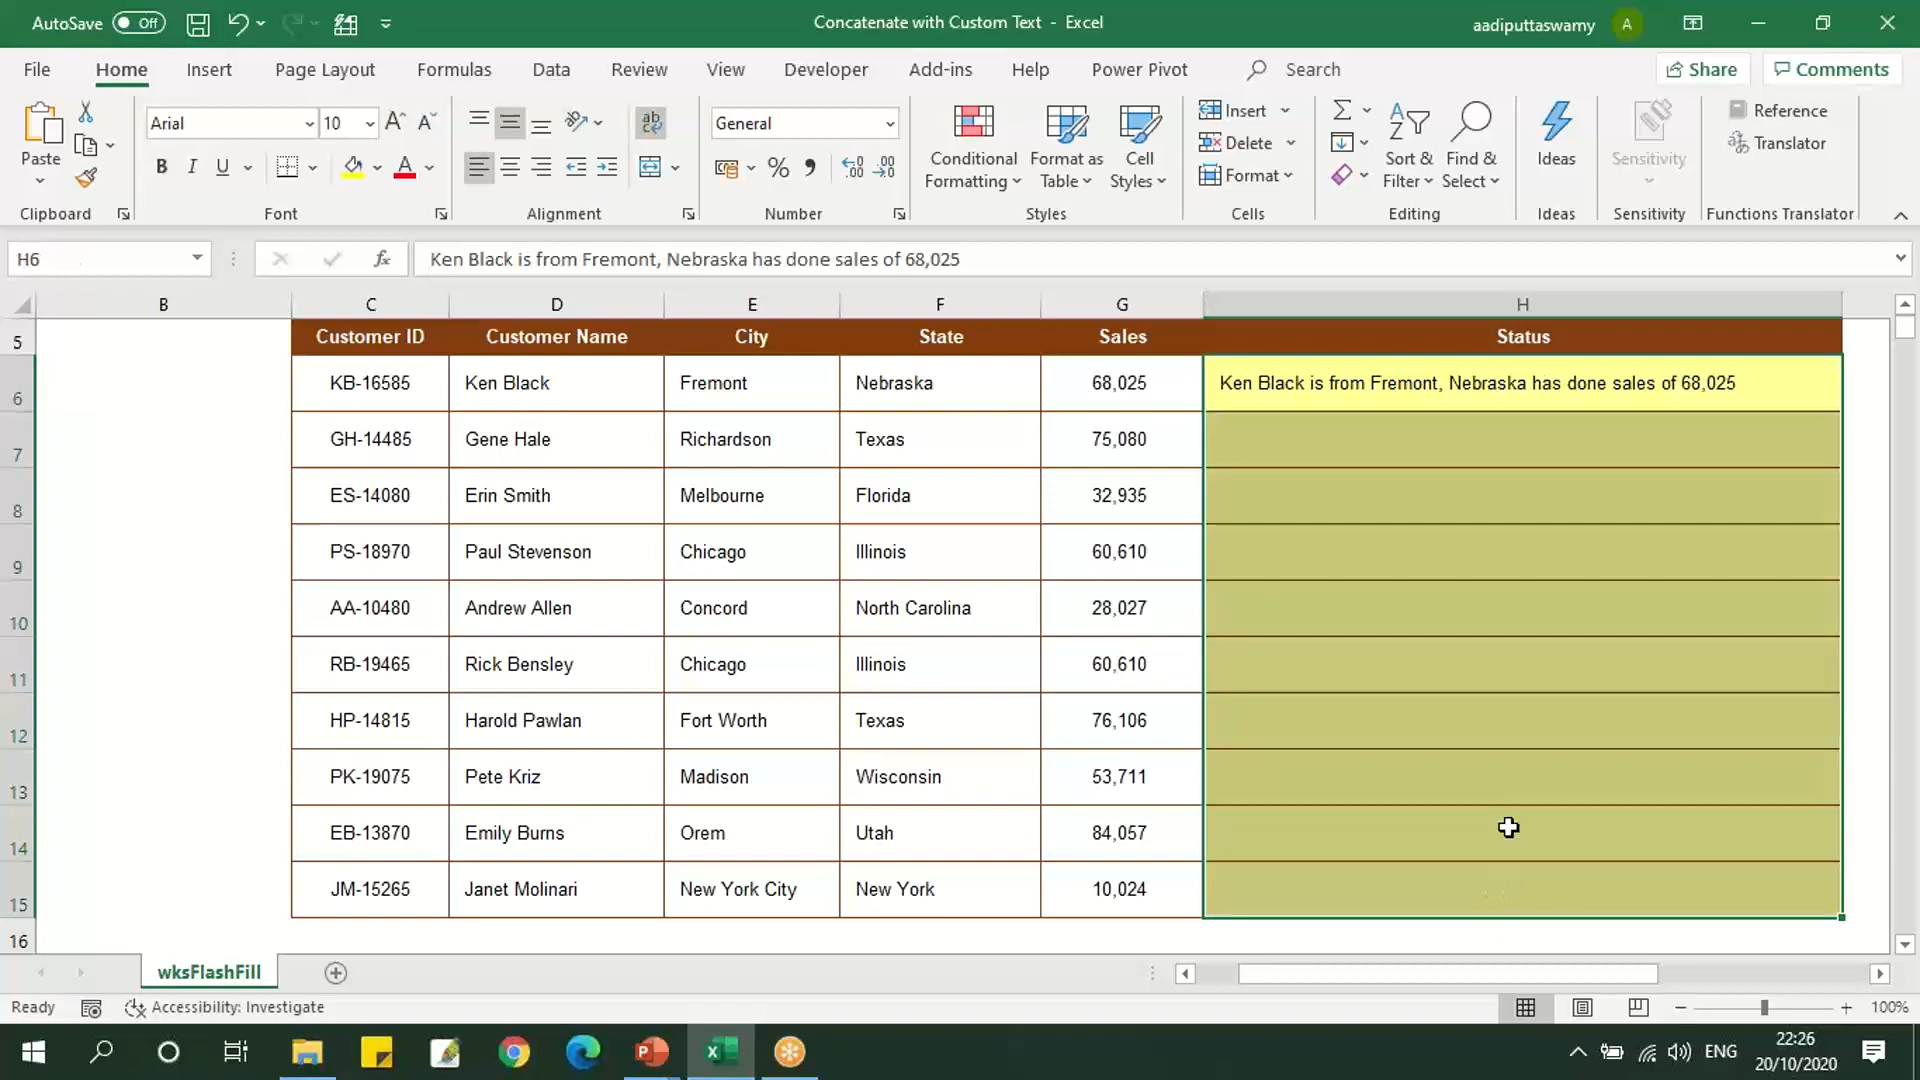 AutoSave Off
Concatenate with Custom Text - Excel
aadiputtaswamy A
File Home Insert Page Layout Formulas Data Review View Developer Add-ins Help Power Pivot Search Share Comments
Paste
Clipboard
Arial 10
B I U
Font
Alignment
General
Number
Conditional Formatting
Format as Table
Cell Styles
Styles
Insert
Delete
Format
Cells
Sort & Filter
Find & Select
Editing
Ideas
Ideas
Sensitivity
Sensitivity
Reference
Translator
Functions Translator
H6 fx Ken Black is from Fremont, Nebraska has done sales of 68,025
B C D E F G H
5 Customer ID Customer Name City State Sales Status
6 KB-16585 Ken Black Fremont Nebraska 68,025 Ken Black is from Fremont, Nebraska has done sales of 68,025
7 GH-14485 Gene Hale Richardson Texas 75,080
8 ES-14080 Erin Smith Melbourne Florida 32,935
9 PS-18970 Paul Stevenson Chicago Illinois 60,610
10 AA-10480 Andrew Allen Concord North Carolina 28,027
11 RB-19465 Rick Bensley Chicago Illinois 60,610
12 HP-14815 Harold Pawlan Fort Worth Texas 76,106
13 PK-19075 Pete Kriz Madison Wisconsin 53,711
14 EB-13870 Emily Burns Orem Utah 84,057
15 JM-15265 Janet Molinari New York City New York 10,024
16
wksFlashFill
Ready Accessibility: Investigate 100%
ENG 22:26
20/10/2020